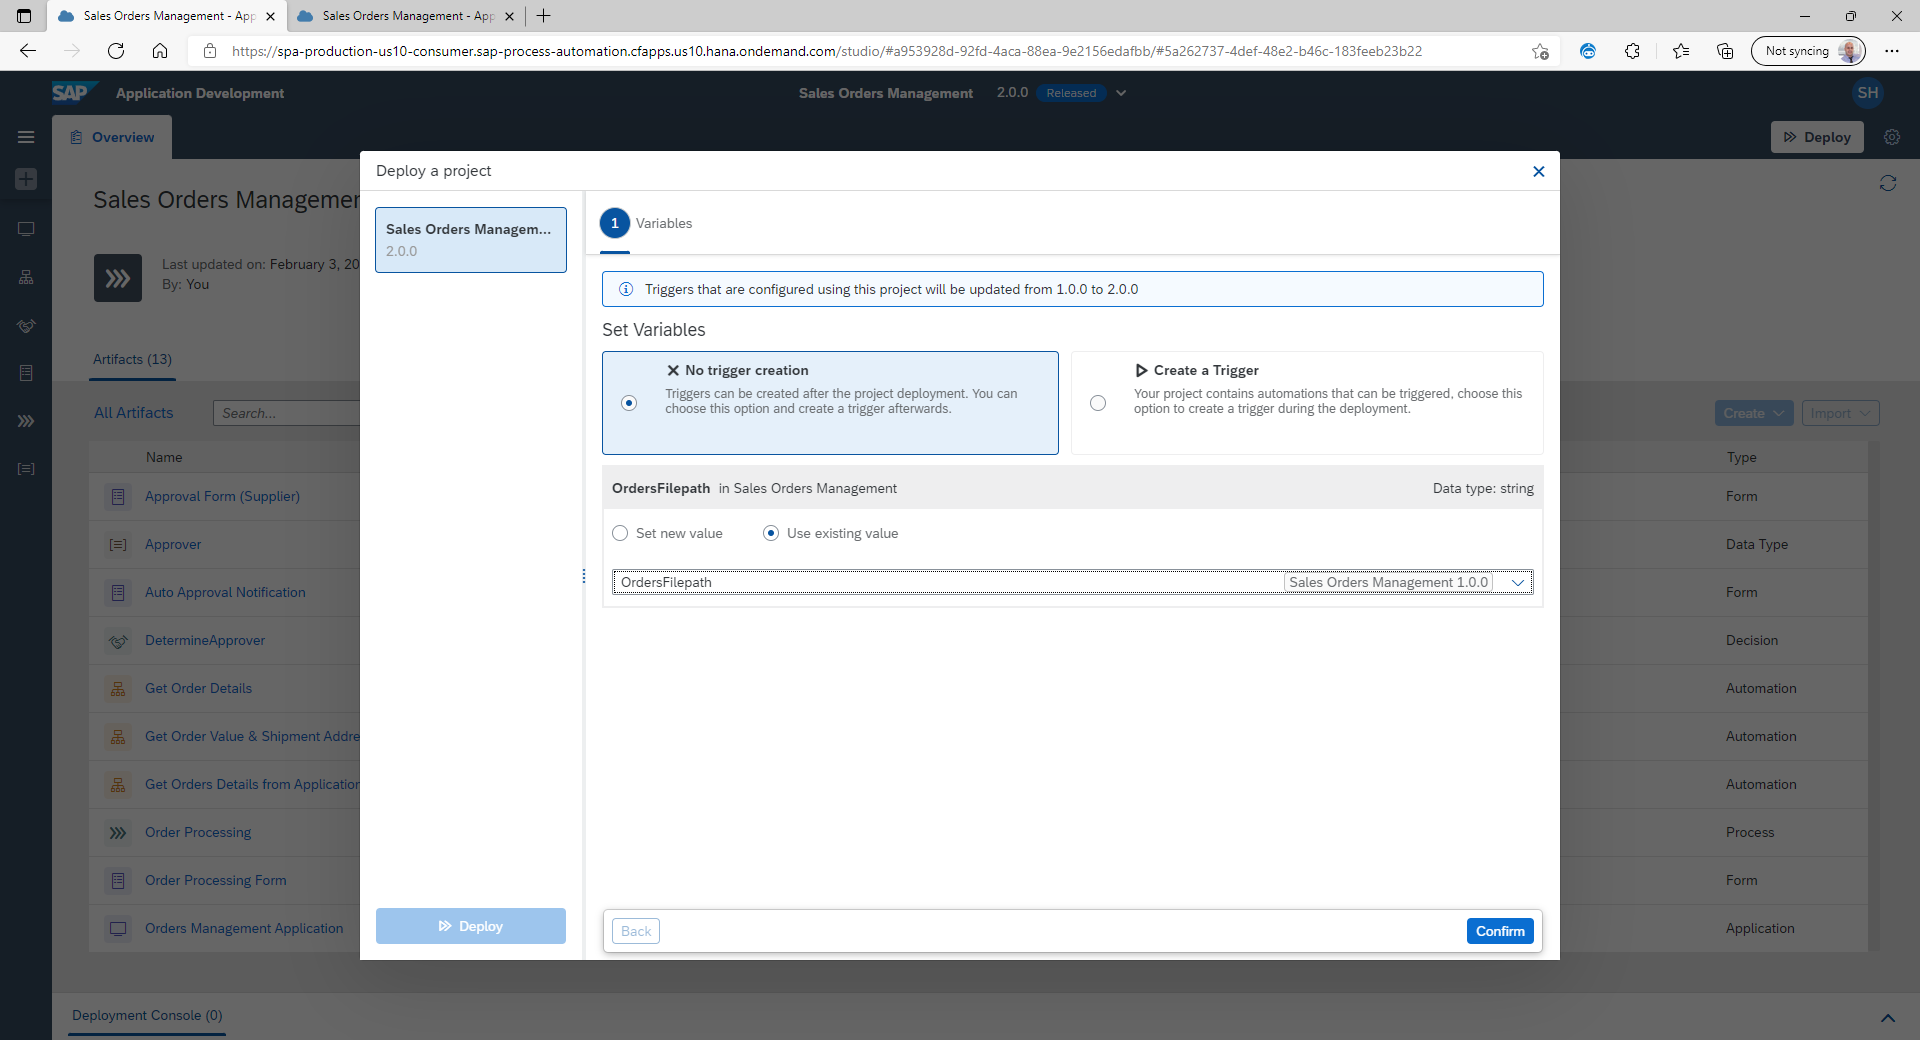 Sales Orders Management - App
Sales Orders Management - App
https://spa-production-us10-consumer.sap-process-automation.cfapps.us10.hana.ondemand.com/studio/#a953928d-92fd-4aca-88ea-9e2156edafbb/#5a262737-4def-48e2-b46c-183feeb23b22
Not syncing
SAP
Application Development
Sales Orders Management 2.0.0 Released
SH
Overview
Deploy
Sales Orders Managemen
Last updated on: February 3, 20
By: You
Artifacts (13)
All Artifacts
Search...
Create
Import
Name
Type
Approval Form (Supplier)
Form
Approver
Data Type
Auto Approval Notification
Form
DetermineApprover
Decision
Get Order Details
Automation
Get Order Value & Shipment Addre
Automation
Get Orders Details from Application
Automation
Order Processing
Process
Order Processing Form
Form
Orders Management Application
Application
Deployment Console (0)
Deploy a project
Sales Orders Managem...
2.0.0
Deploy
1 Variables
Triggers that are configured using this project will be updated from 1.0.0 to 2.0.0
Set Variables
No trigger creation
Triggers can be created after the project deployment. You can
choose this option and create a trigger afterwards.
Create a Trigger
Your project contains automations that can be triggered, choose this
option to create a trigger during the deployment.
OrdersFilepath in Sales Orders Management
Data type: string
Set new value
Use existing value
OrdersFilepath
Sales Orders Management 1.0.0
Back
Confirm